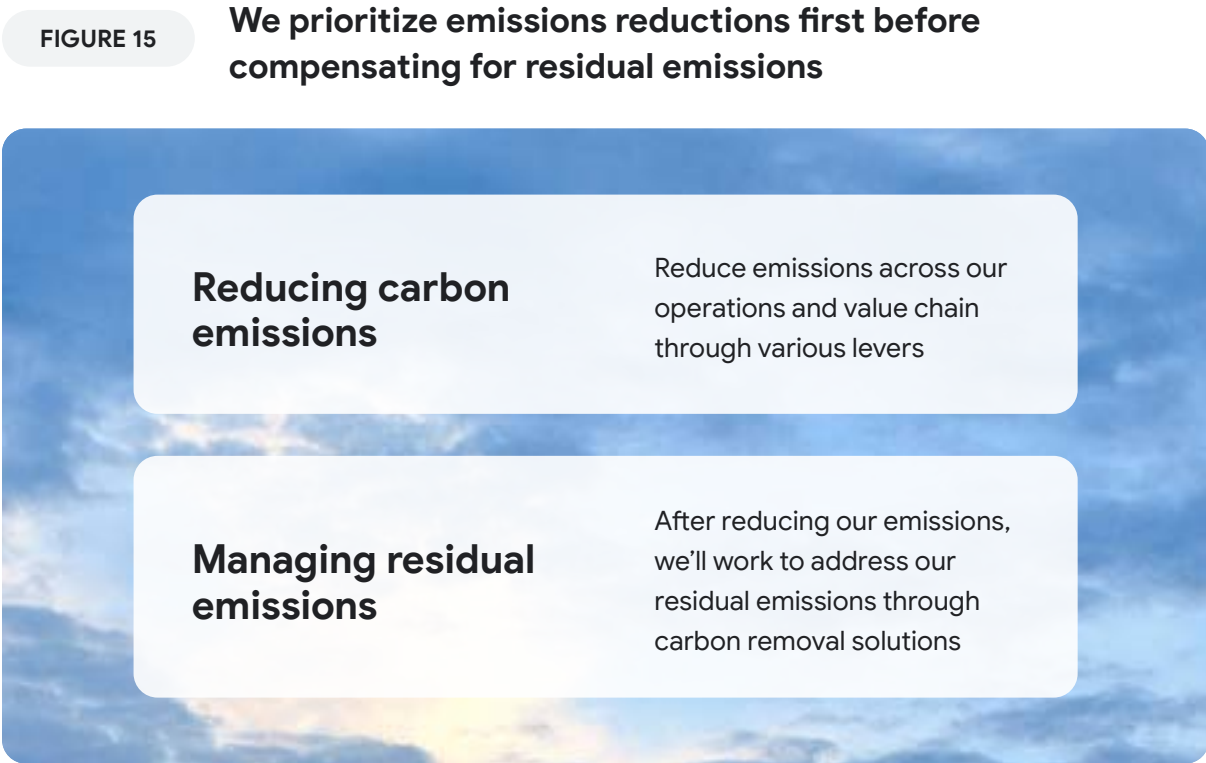 FIGURE 15
We prioritize emissions reductions first before
compensating for residual emissions
Reducing carbon
emissions
Reduce emissions across our
operations and value chain
through various levers
Managing residual
emissions
After reducing our emissions,
we’ll work to address our
residual emissions through
carbon removal solutions